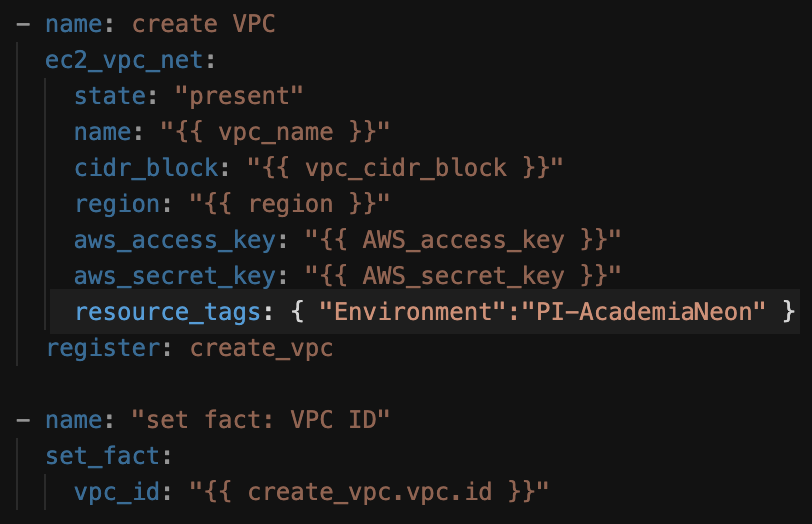 - name: create VPC
  ec2_vpc_net:
    state: "present"
    name: "{{ vpc_name }}"
    cidr_block: "{{ vpc_cidr_block }}"
    region: "{{ region }}"
    aws_access_key: "{{ AWS_access_key }}"
    aws_secret_key: "{{ AWS_secret_key }}"
    resource_tags: { "Environment":"PI-AcademiaNeon" }
  register: create_vpc

- name: "set fact: VPC ID"
  set_fact:
    vpc_id: "{{ create_vpc.vpc.id }}"